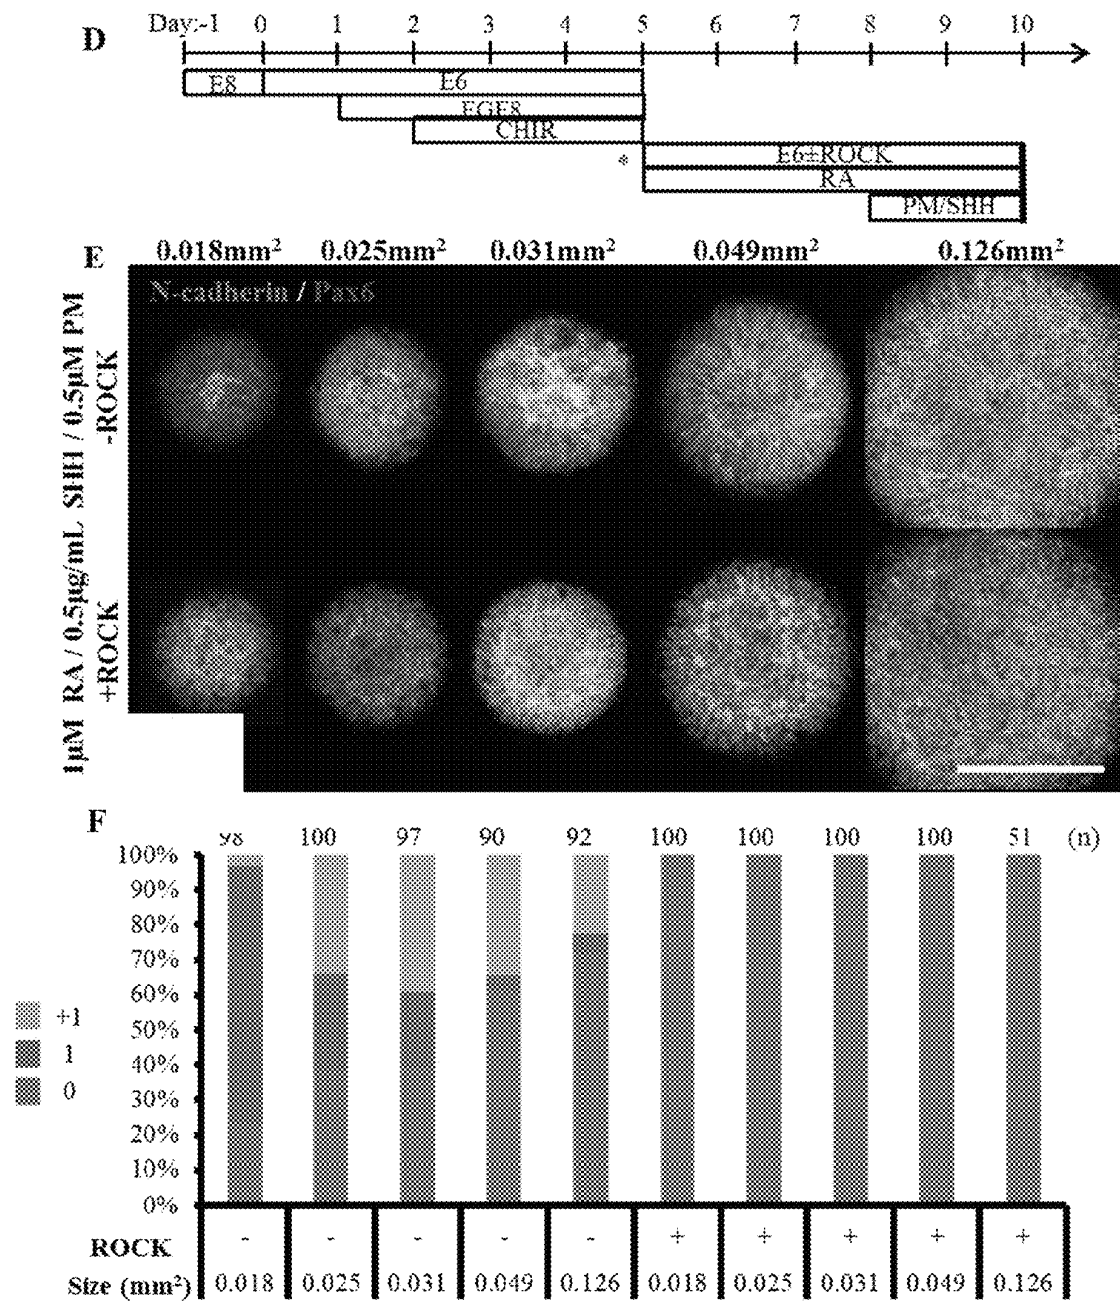 D
Day:-1 0 1 2 3 4 5 6 7 8 9 10
E8 E6
EGF8
CHIR
* E6±ROCK
RA
PM/SHH
E 0.018mm² 0.025mm² 0.031mm² 0.049mm² 0.126mm²
N-cadherin / Pax6
1µM RA / 0.5µg/mL SHH / 0.5µM PM
-ROCK
+ROCK
F
98 100 97 90 92 100 100 100 100 51 (n)
100%
90%
80%
70%
60%
50%
40%
30%
20%
10%
0%
+1
1
0
ROCK - - - - - + + + + +
Size (mm²) 0.018 0.025 0.031 0.049 0.126 0.018 0.025 0.031 0.049 0.126